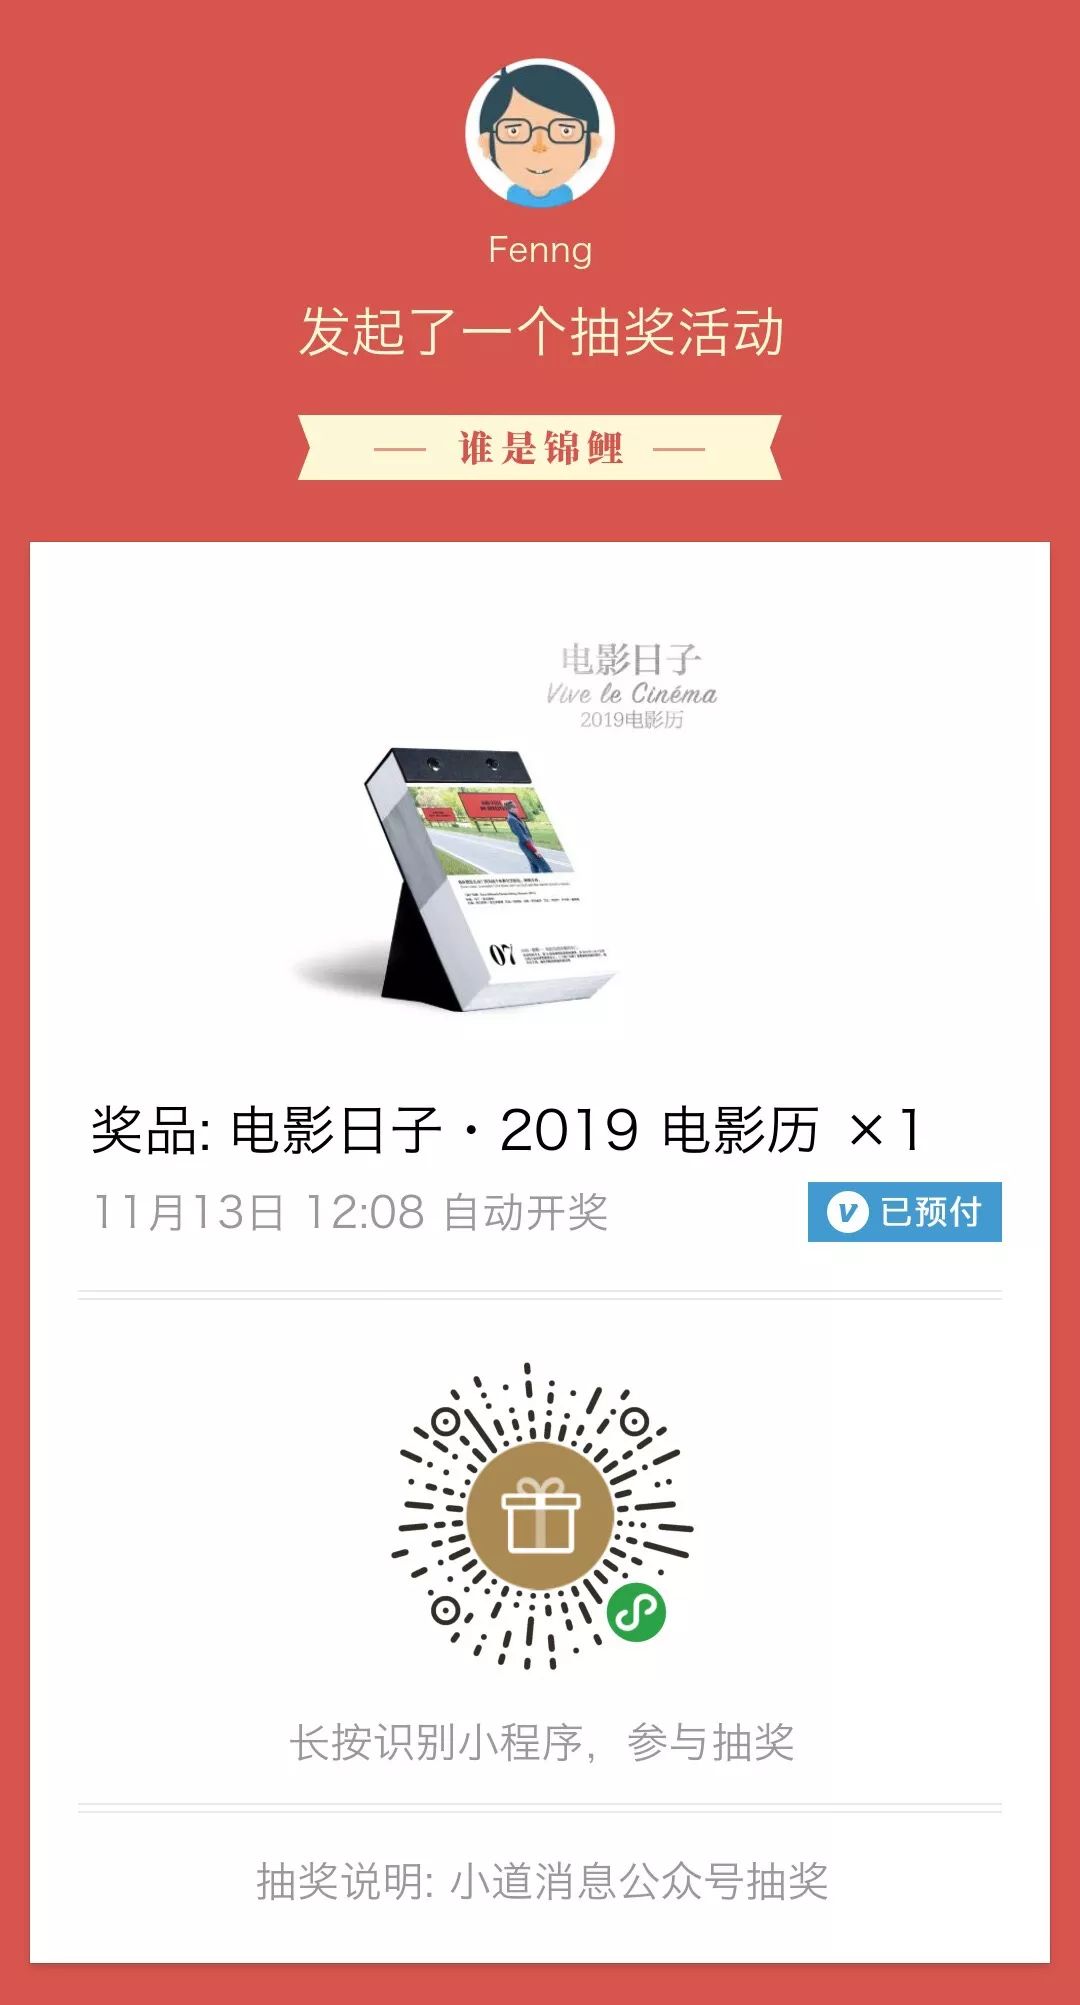 Fenng
发起了一个抽奖活动
谁是锦鲤
电影日子
Vive le Cinéma
2019电影历
07
奖品: 电影日子・2019 电影历 ×1
11月13日 12:08 自动开奖
V 已预付
长按识别小程序，参与抽奖
抽奖说明: 小道消息公众号抽奖